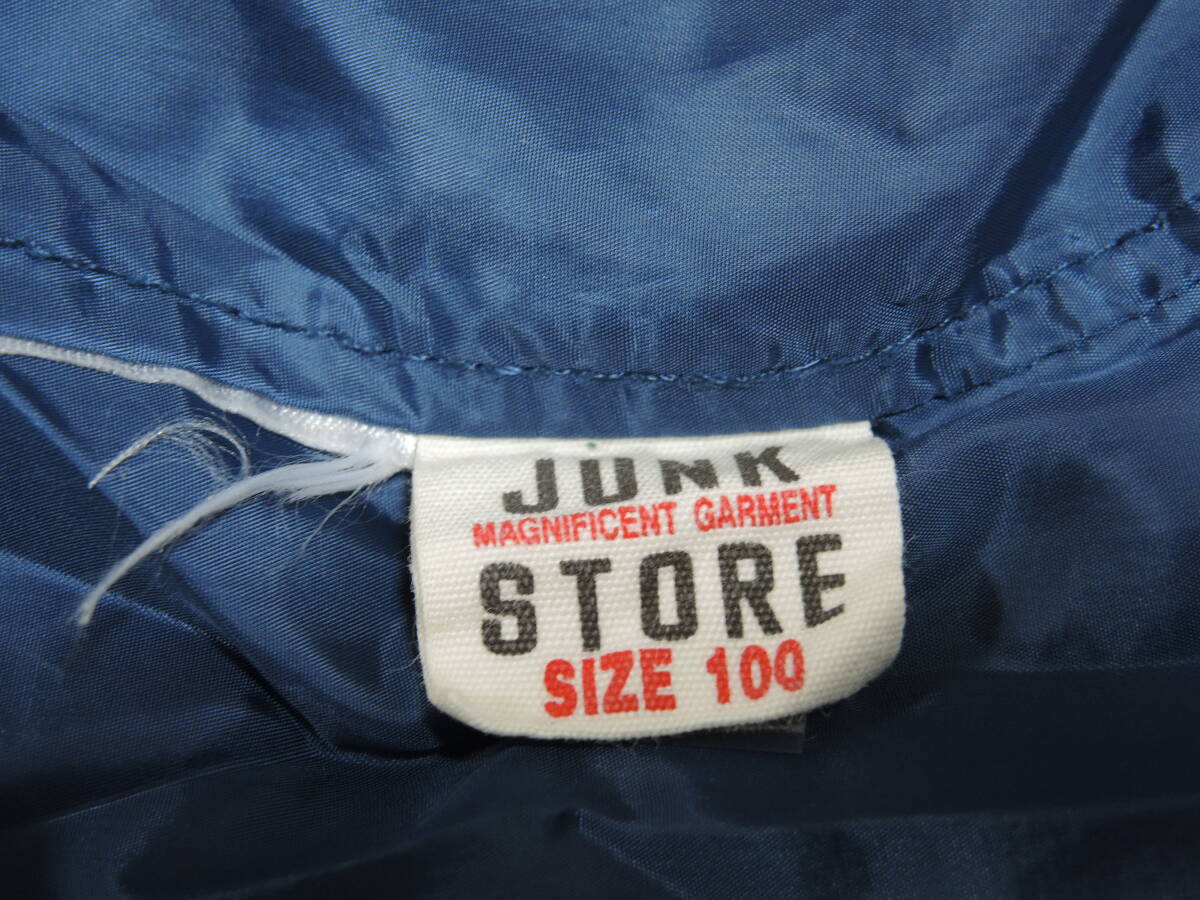 JUNK
MAGNIFICENT GARMENT
STORE
SIZE 100